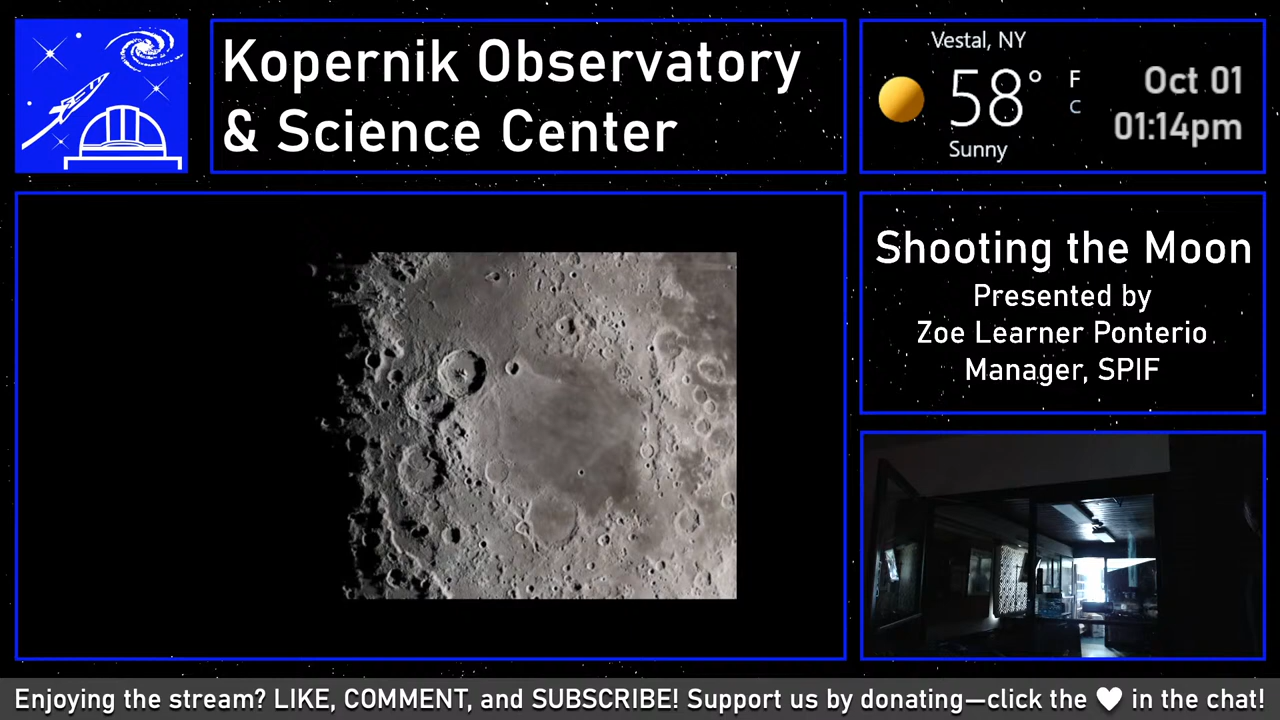 Kopernik Observatory
& Science Center
Vestal, NY
58° F
C
Sunny
Oct 01
01:14pm
Shooting the Moon
Presented by
Zoe Learner Ponterio
Manager, SPIF
Enjoying the stream? LIKE, COMMENT, and SUBSCRIBE! Support us by donating—click the ♥ in the chat!